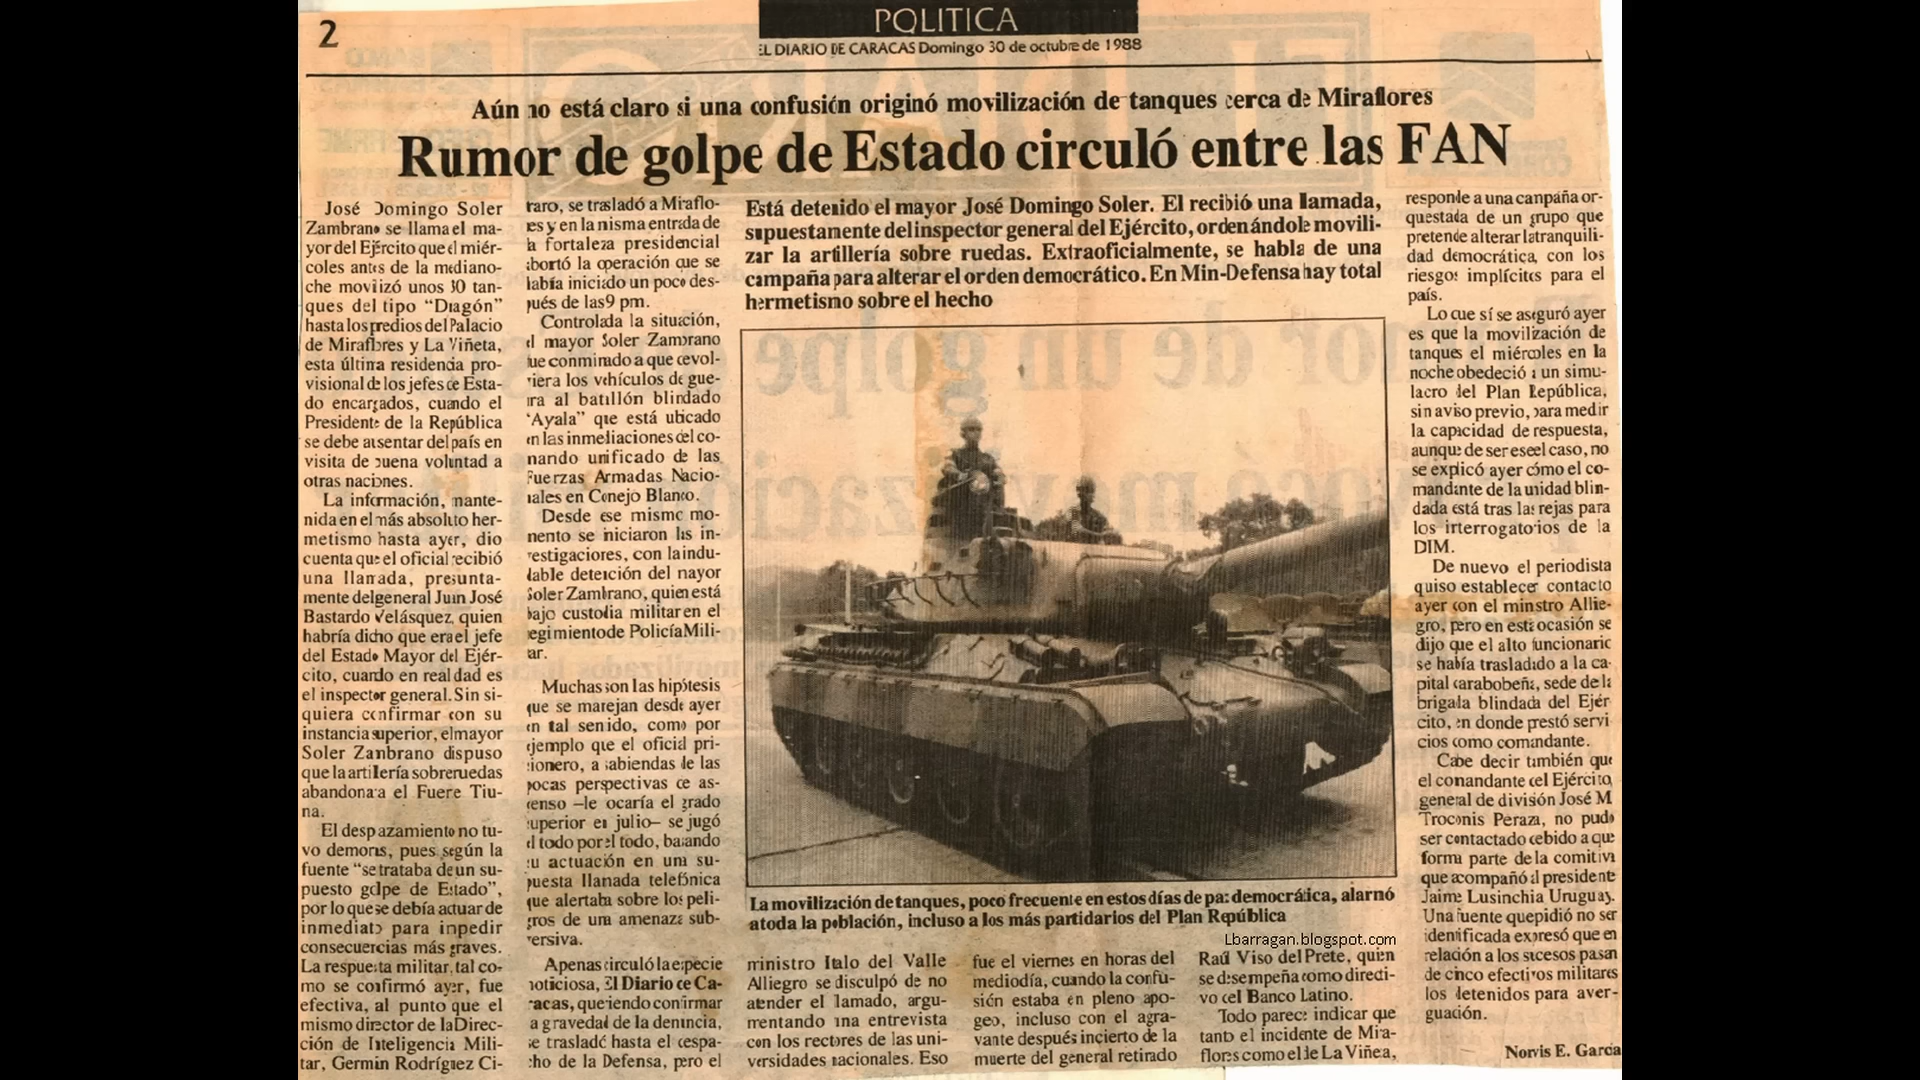 2
POLITICA
EL DIARIO DE CARACAS Domingo 30 de octubre de 1988
Aún no está claro si una confusión originó movilización de tanques cerca de Miraflores
Rumor de golpe de Estado circuló entre las FAN
José Domingo Soler
Zambrano se llama el ma-
yor del Ejército que el miér-
coles antes de la mediano-
che movilizó unos 30 tan-
ques del tipo “Dragón”
hasta los predios del Palacio
de Miraflores y La Viñeta,
esta última residencia pro-
visional de los jefes de Esta-
do encargados, cuando el
Presidente de la República
se debe ausentar del país en
visita de buena voluntad a
otras naciones.
La información, mante-
nida en el más absoluto her-
metismo hasta ayer, dio
cuenta que el oficial recibió
una llamada, presunta-
mente del general Juan José
Bastardo Velásquez, quien
habría dicho que era el jefe
del Estado Mayor del Ejér-
cito, cuando en realidad es
el inspector general. Sin si-
quiera confirmar con su
instancia superior, el mayor
Soler Zambrano dispuso
que la artillería sobre ruedas
abandonara el Fuerte Tiu-
na.
El desplazamiento no tu-
vo demoras, pues según la
fuente “se trataba de un su-
puesto golpe de Estado”,
por lo que se debía actuar de
inmediato para impedir
consecuencias más graves.
La respuesta militar, tal co-
mo se confirmó ayer, fue
efectiva, al punto que el
mismo director de la Direc-
ción de Inteligencia Mili-
tar, Germán Rodríguez Ci-
traro, se trasladó a Miraflo-
res y en la misma entrada de
la fortaleza presidencial
abortó la operación que se
había iniciado un poco des-
pués de las 9 pm.
Controlada la situación,
el mayor Soler Zambrano
fue conminado a que devol-
viera los vehículos de gue-
rra al batallón blindado
“Ayala” que está ubicado
en las inmediaciones del co-
mando unificado de las
Fuerzas Armadas Nacio-
nales en Conejo Blanco.
Desde ese mismo mo-
mento se iniciaron las in-
vestigaciones, con la indu-
dable detención del mayor
Soler Zambrano, quien está
bajo custodia militar en el
regimiento de Policía Mili-
tar.
Muchas son las hipótesis
que se manejan desde ayer
en tal sentido, como por
ejemplo que el oficial pri-
sionero, a sabiendas de las
pocas perspectivas de as-
censo —le tocaría el grado
superior en julio— se jugó
el todo por el todo, basando
su actuación en una su-
puesta llamada telefónica
que alertaba sobre los peli-
gros de una amenaza sub-
versiva.
Apenas circuló la especie
noticiosa, El Diario de Ca-
racas, queriendo confirmar
la gravedad de la denuncia,
se trasladó hasta el despa-
cho de la Defensa, pero el
Está detenido el mayor José Domingo Soler. El recibió una llamada,
supuestamente del inspector general del Ejército, ordenándole movili-
zar la artillería sobre ruedas. Extraoficialmente, se habla de una
campaña para alterar el orden democrático. En Min-Defensa hay total
hermetismo sobre el hecho
La movilización de tanques, poco frecuente en estos días de paz democrática, alarmó
a toda la población, incluso a los más partidarios del Plan República
Lbarragan.blogspot.com
ministro Italo del Valle
Alliegro se disculpó de no
atender el llamado, argu-
mentando una entrevista
con los rectores de las uni-
versidades nacionales. Eso
fue el viernes en horas del
mediodía, cuando la confu-
sión estaba en pleno apo-
geo, incluso con el agra-
vante después incierto de la
muerte del general retirado
Raúl Viso del Prete, quien
se desempeña como directi-
vo del Banco Latino.
Todo parece indicar que
tanto el incidente de Mira-
flores como el de La Viñeta,
responde a una campaña or-
questada de un grupo que
pretende alterar la tranquili-
dad democrática, con los
riesgos implícitos para el
país.
Lo que sí se aseguró ayer
es que la movilización de
tanques el miércoles en la
noche obedeció a un simu-
lacro del Plan República,
sin aviso previo, para medir
la capacidad de respuesta,
aunque de ser ese el caso, no
se explicó ayer cómo el co-
mandante de la unidad blin-
dada está tras las rejas para
los interrogatorios de la
DIM.
De nuevo el periodista
quiso establecer contacto
ayer con el ministro Allie-
gro, pero en esta ocasión se
dijo que el alto funcionario
se había trasladado a la ca-
pital carabobeña, sede de la
brigada blindada del Ejér-
cito, en donde prestó servi-
cios como comandante.
Cabe decir también que
el comandante del Ejército,
general de división José M
Troconis Peraza, no pudo
ser contactado debido a que
forma parte de la comitiva
que acompañó al presidente
Jaime Lusinchi a Uruguay.
Una fuente que pidió no ser
identificada expresó que en
relación a los sucesos pasan
de cinco efectivos militares
los detenidos para aver-
guación.
Norvis E. García